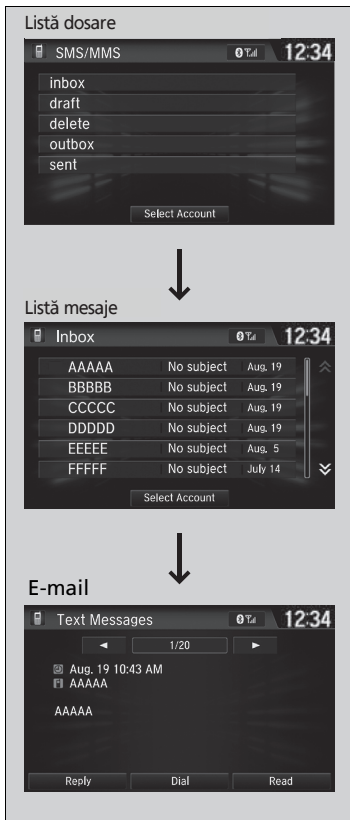 Listă dosare
SMS/MMS 12:34
inbox
draft
delete
outbox
sent
Select Account
Listă mesaje
Inbox 12:34
AAAAA No subject Aug. 19
BBBBB No subject Aug. 19
CCCCC No subject Aug. 19
DDDDD No subject Aug. 19
EEEEE No subject Aug. 5
FFFFF No subject July 14
Select Account
E-mail
Text Messages 12:34
1/20
Aug. 19 10:43 AM
AAAAA
AAAAA
Reply Dial Read